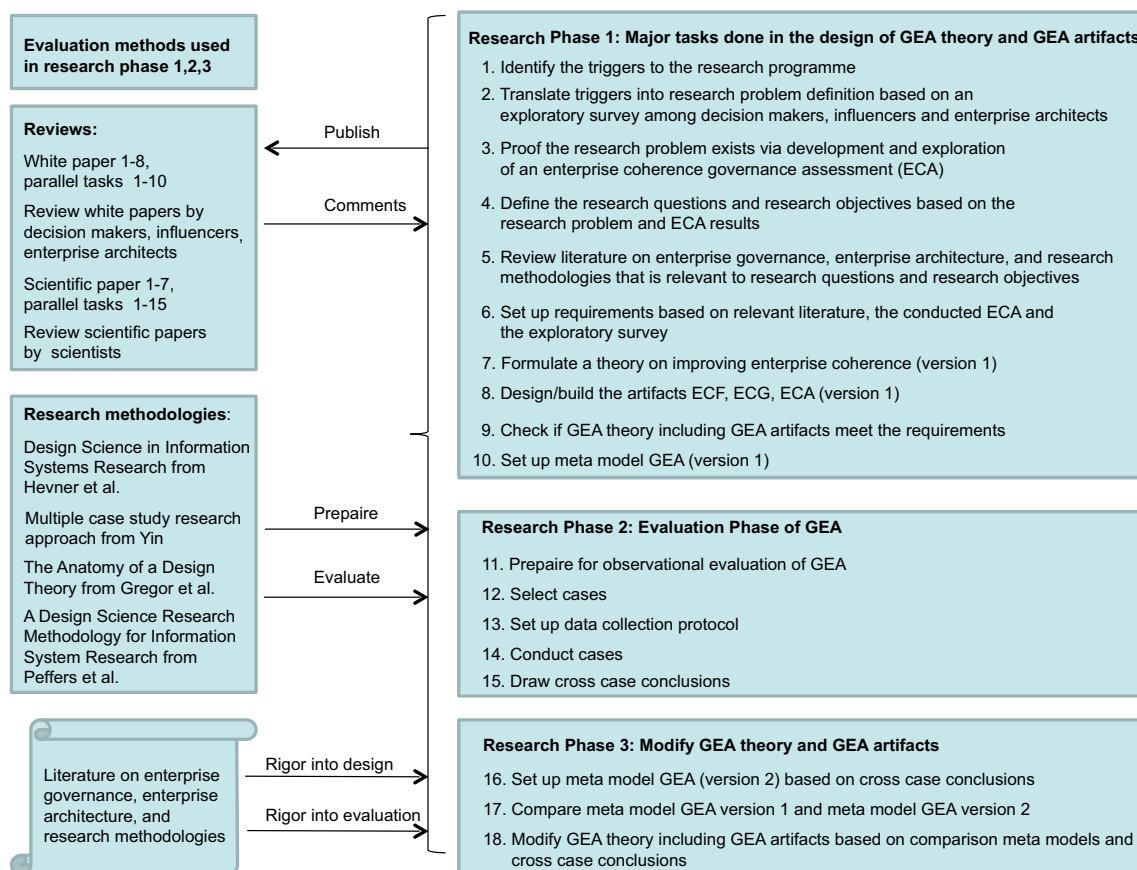 Evaluation methods used
in research phase 1,2,3
Reviews:
White paper 1-8,
parallel tasks 1-10
Review white papers by
decision makers, influencers,
enterprise architects
Scientific paper 1-7,
parallel tasks 1-15
Review scientific papers
by scientists
Research methodologies:
Design Science in Information
Systems Research from
Hevner et al.
Multiple case study research
approach from Yin
The Anatomy of a Design
Theory from Gregor et al.
A Design Science Research
Methodology for Information
System Research from
Peffers et al.
Literature on enterprise
governance, enterprise
architecture, and
research methodologies
Publish
Comments
Prepaire
Evaluate
Rigor into design
Rigor into evaluation
Research Phase 1: Major tasks done in the design of GEA theory and GEA artifacts
1. Identify the triggers to the research programme
2. Translate triggers into research problem definition based on an
exploratory survey among decision makers, influencers and enterprise architects
3. Proof the research problem exists via development and exploration
of an enterprise coherence governance assessment (ECA)
4. Define the research questions and research objectives based on the
research problem and ECA results
5. Review literature on enterprise governance, enterprise architecture, and research
methodologies that is relevant to research questions and research objectives
6. Set up requirements based on relevant literature, the conducted ECA and
the exploratory survey
7. Formulate a theory on improving enterprise coherence (version 1)
8. Design/build the artifacts ECF, ECG, ECA (version 1)
9. Check if GEA theory including GEA artifacts meet the requirements
10. Set up meta model GEA (version 1)
Research Phase 2: Evaluation Phase of GEA
11. Prepaire for observational evaluation of GEA
12. Select cases
13. Set up data collection protocol
14. Conduct cases
15. Draw cross case conclusions
Research Phase 3: Modify GEA theory and GEA artifacts
16. Set up meta model GEA (version 2) based on cross case conclusions
17. Compare meta model GEA version 1 and meta model GEA version 2
18. Modify GEA theory including GEA artifacts based on comparison meta models and
cross case conclusions